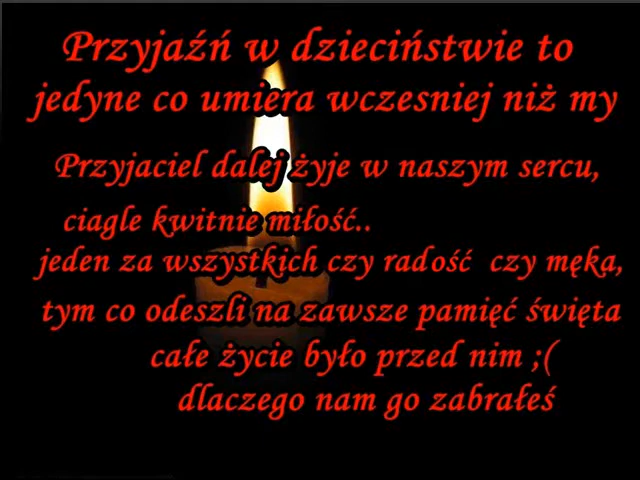 Przyjaźń w dzieciństwie to
jedyne co umiera wczesniej niż my
Przyjaciel dalej żyje w naszym sercu,
ciagle kwitnie miłość..
jeden za wszystkich czy radość czy męka,
tym co odeszli na zawsze pamięć święta
całe życie było przed nim ;(
dlaczego nam go zabrałeś